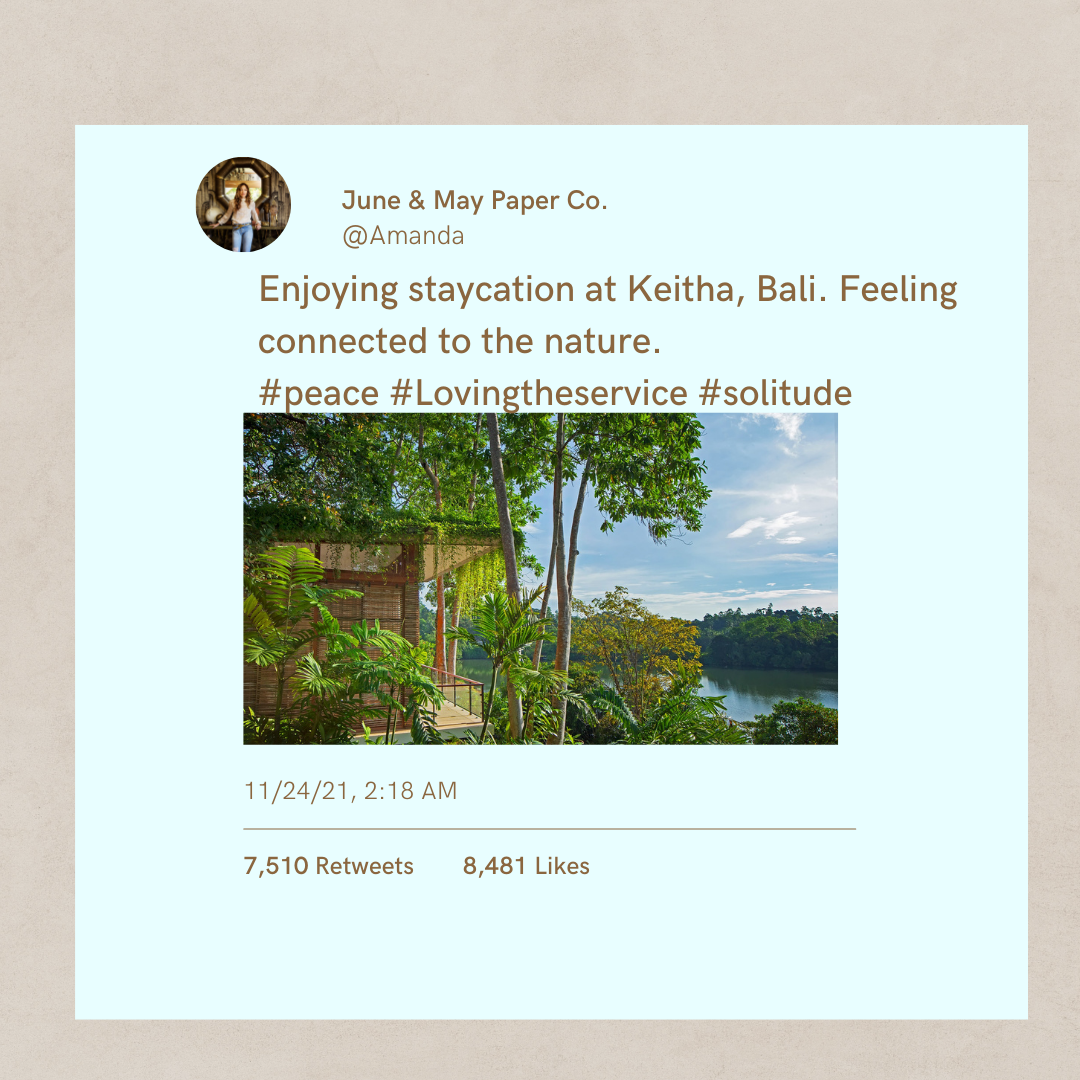 June & May Paper Co.
@Amanda
Enjoying staycation at Keitha, Bali. Feeling
connected to the nature.
#peace #Lovingtheservice #solitude
11/24/21, 2:18 AM
7,510 Retweets 8,481 Likes